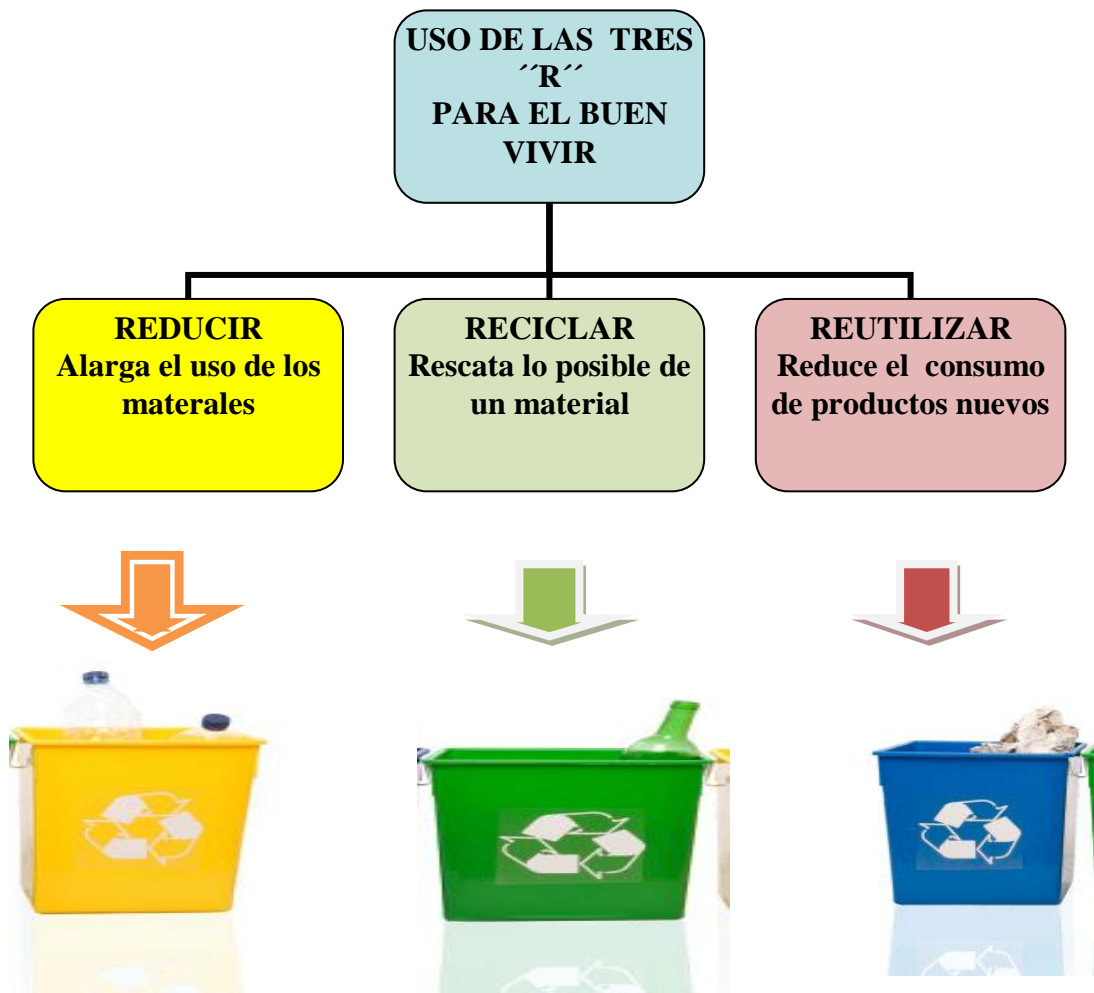 USO DE LAS TRES
´´R´´
PARA EL BUEN
VIVIR
REDUCIR
Alarga el uso de los
materales
RECICLAR
Rescata lo posible de
un material
REUTILIZAR
Reduce el consumo
de productos nuevos